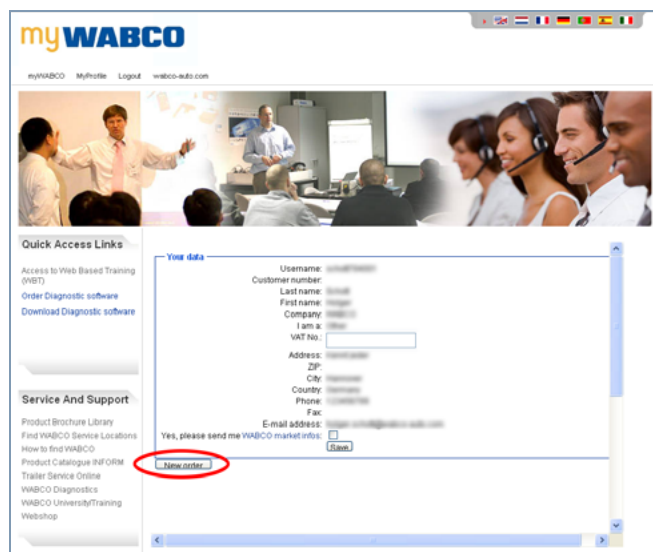 myWABCO
myWABCO MyProfile Logout wabco-auto.com
Quick Access Links
Access to Web Based Training
(WBT)
Order Diagnostic software
Download Diagnostic software
Service And Support
Product Brochure Library
Find WABCO Service Locations
How to find WABCO
Product Catalogue INFORM
Trailer Service Online
WABCO Diagnostics
WABCO University/Training
Webshop
Your data
Username:
Customer number:
Last name:
First name:
Company:
I am a:
VAT No.:
Address:
ZIP:
City:
Country:
Phone:
Fax:
E-mail address:
Yes, please send me WABCO market infos:
Save
New order